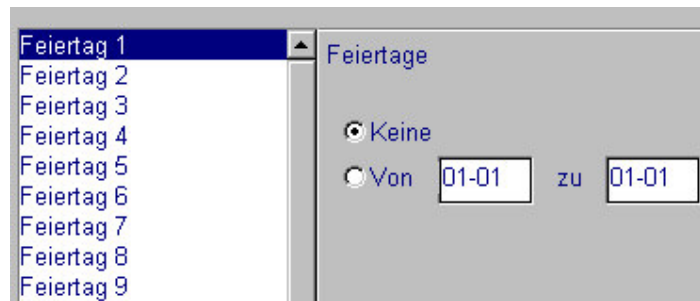 Feiertag 1
Feiertag 2
Feiertag 3
Feiertag 4
Feiertag 5
Feiertag 6
Feiertag 7
Feiertag 8
Feiertag 9
Feiertage
Keine
Von 01-01 zu 01-01